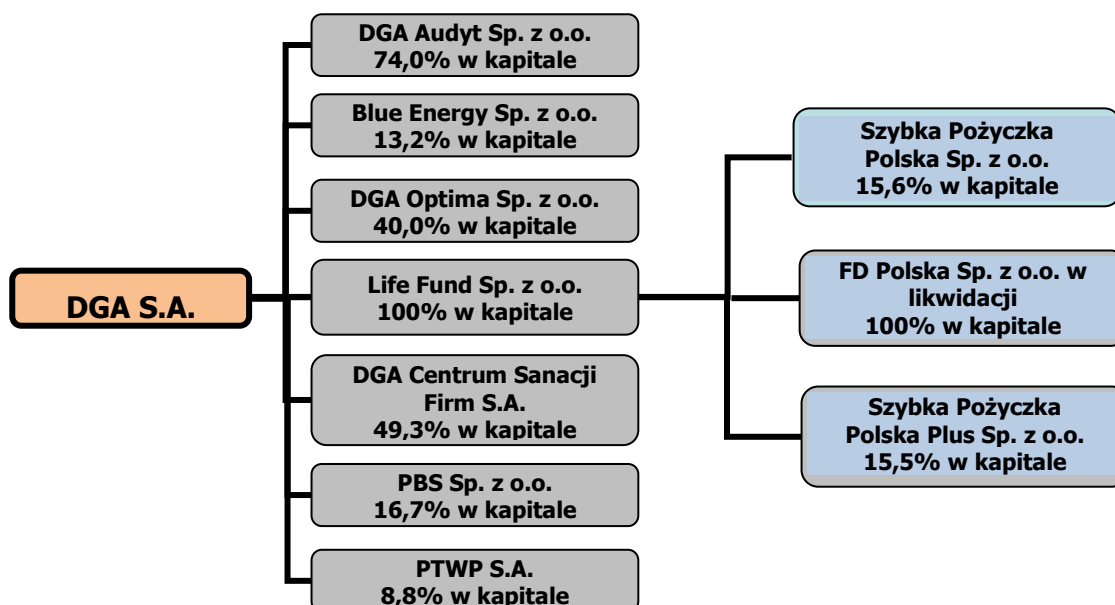 DGA S.A.
DGA Audyt Sp. z o.o.
74,0% w kapitale
Blue Energy Sp. z o.o.
13,2% w kapitale
DGA Optima Sp. z o.o.
40,0% w kapitale
Life Fund Sp. z o.o.
100% w kapitale
DGA Centrum Sanacji
Firm S.A.
49,3% w kapitale
PBS Sp. z o.o.
16,7% w kapitale
PTWP S.A.
8,8% w kapitale
Szybka Pożyczka
Polska Sp. z o.o.
15,6% w kapitale
FD Polska Sp. z o.o. w
likwidacji
100% w kapitale
Szybka Pożyczka
Polska Plus Sp. z o.o.
15,5% w kapitale